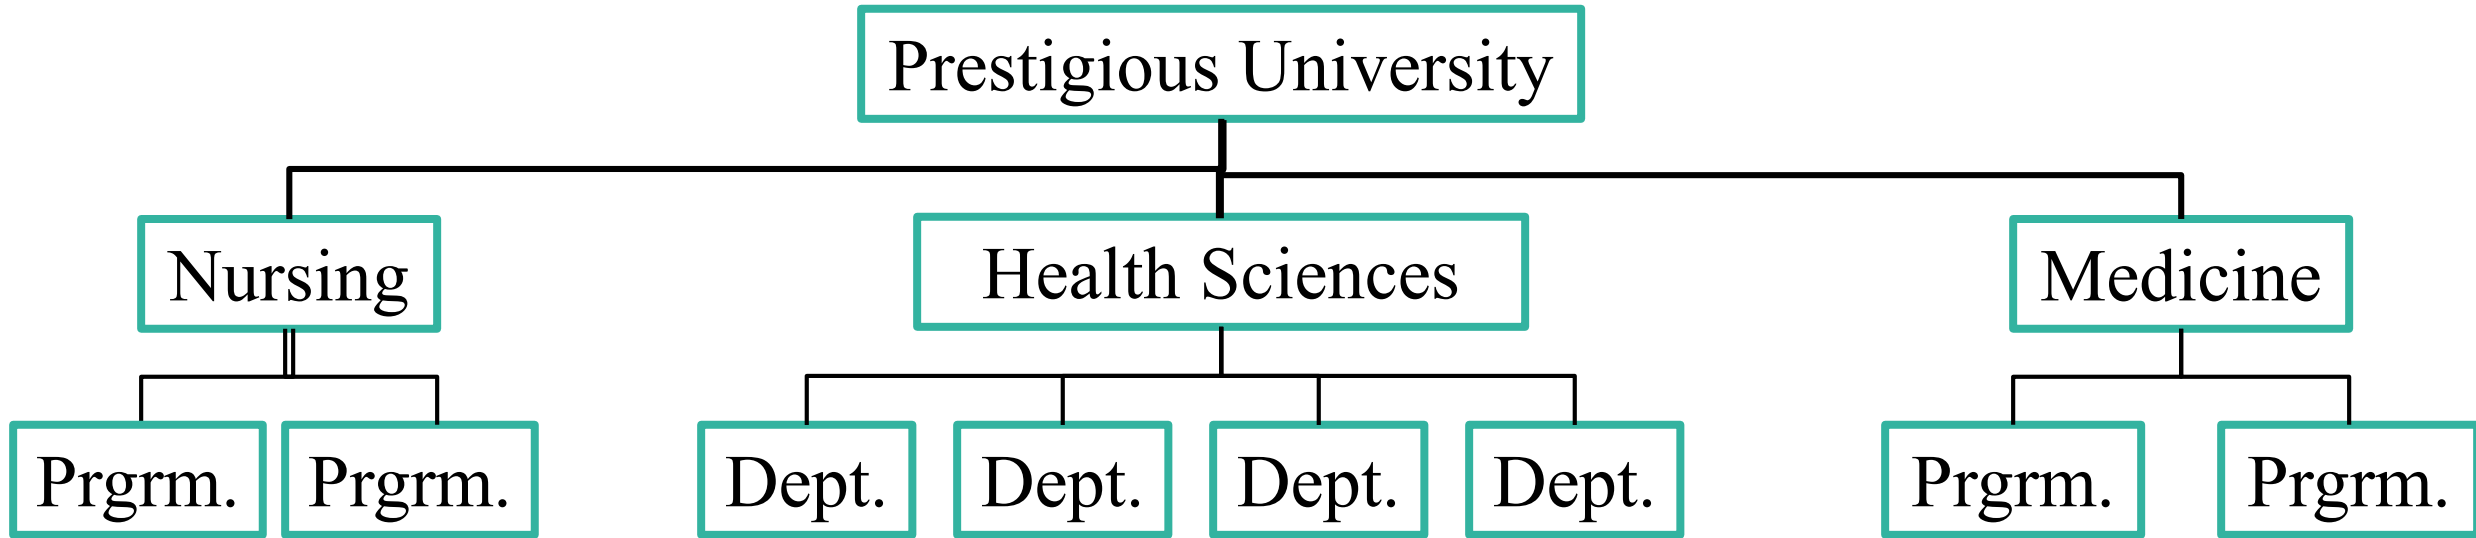 Prestigious University
Nursing
Health Sciences
Medicine
Prgrm.
Prgrm.
Dept.
Dept.
Dept.
Dept.
Prgrm.
Prgrm.